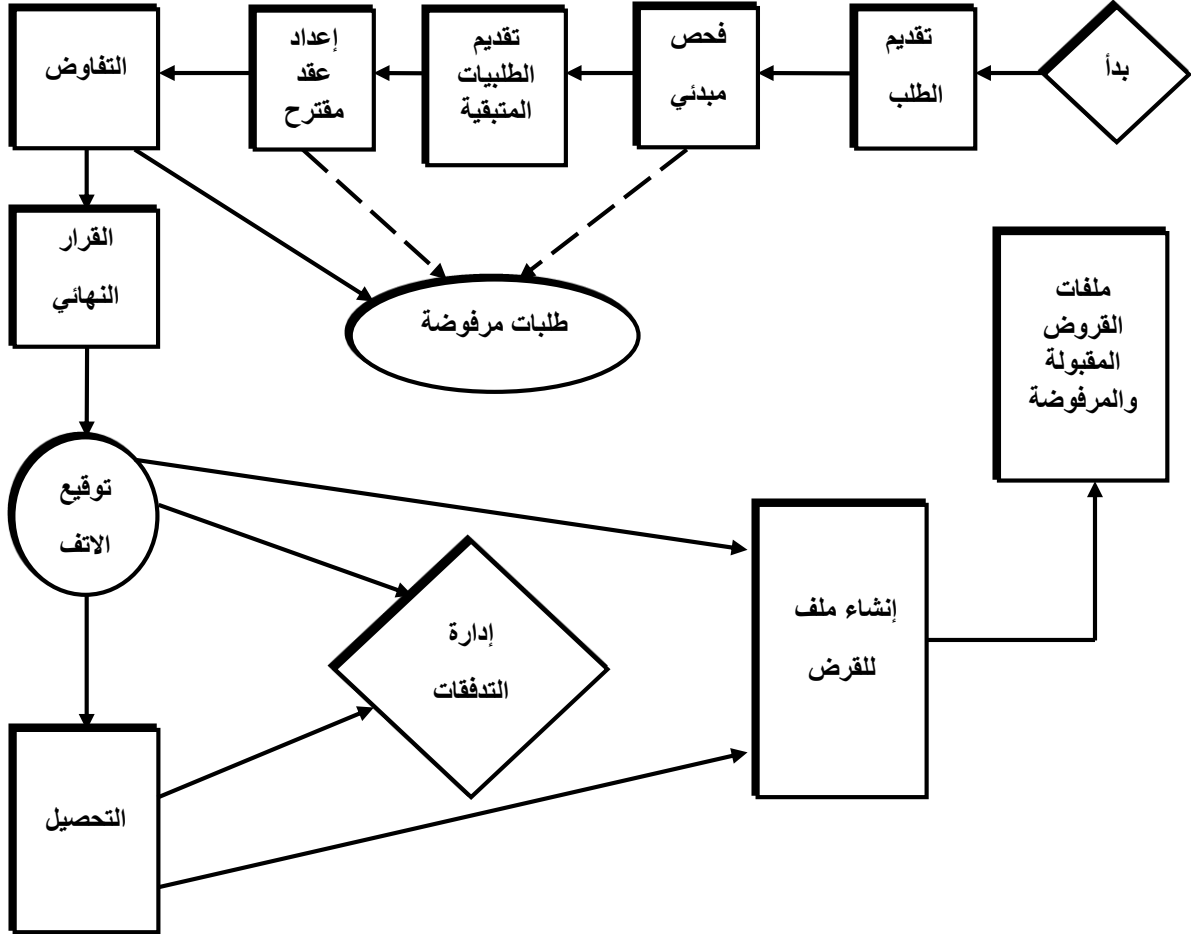 بدأ
تقديم
الطلب
فحص
مبدئي
تقديم
الطلبيات
المتبقية
إعداد
عقد
مقترح
التفاوض
القرار
النهائي
طلبات مرفوضة
ملفات
القروض
المقبولة
والمرفوضة
توقيع
الاتف
إدارة
التدفقات
إنشاء ملف
للقرض
التحصيل